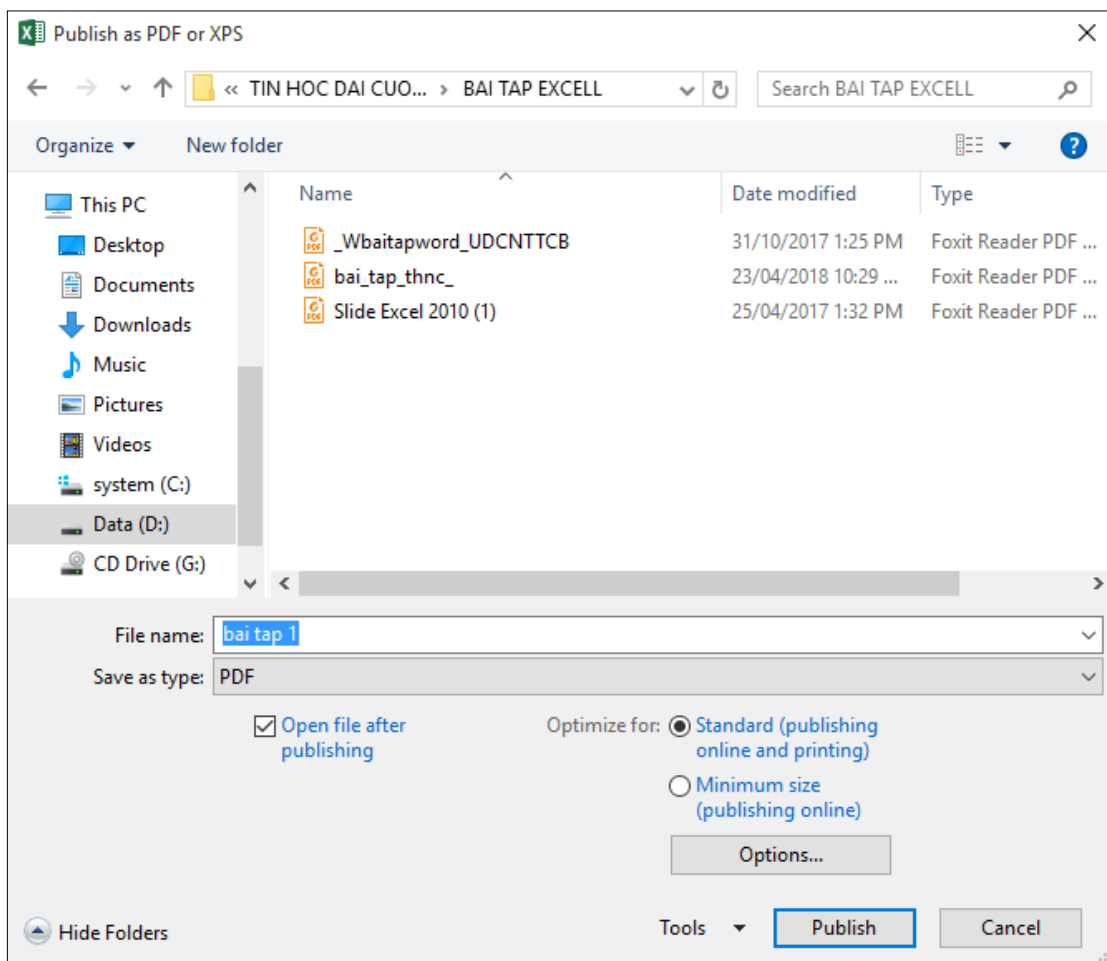 Publish as PDF or XPS
« TIN HOC DAI CUO... › BAI TAP EXCELL
Search BAI TAP EXCELL
Organize
New folder
?
Name
Date modified
Type
This PC
Desktop
Documents
Downloads
Music
Pictures
Videos
system (C:)
Data (D:)
CD Drive (G:)
_Wbaitapword_UDCNTTCB 31/10/2017 1:25 PM Foxit Reader PDF ...
bai_tap_thnc_ 23/04/2018 10:29 ... Foxit Reader PDF ...
Slide Excel 2010 (1) 25/04/2017 1:32 PM Foxit Reader PDF ...
File name: bai tap 1
Save as type: PDF
Open file after
publishing
Optimize for: Standard (publishing
online and printing)
Minimum size
(publishing online)
Options...
Hide Folders
Tools
Publish
Cancel